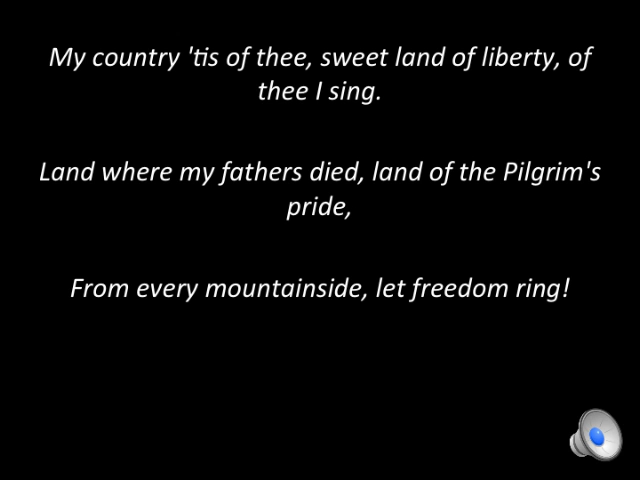 My country 'tis of thee, sweet land of liberty, of
thee I sing.
Land where my fathers died, land of the Pilgrim's
pride,
From every mountainside, let freedom ring!